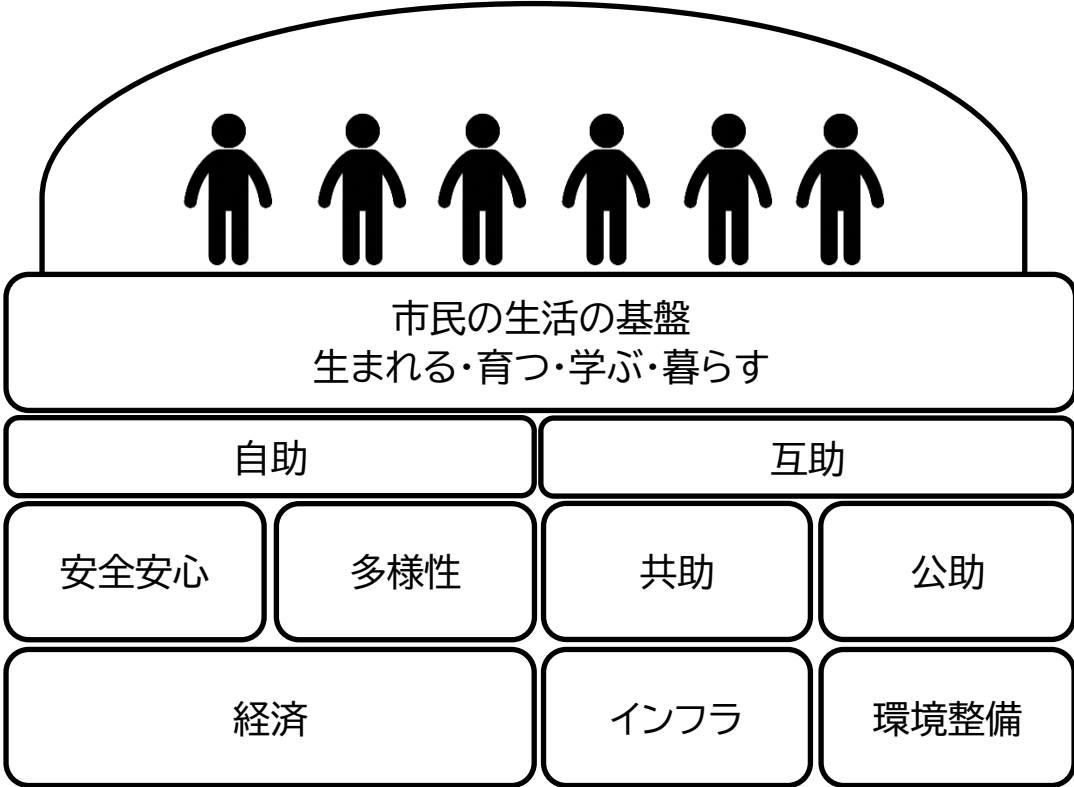 市民の生活の基盤
生まれる・育つ・学ぶ・暮らす
自助
互助
安全安心
多様性
共助
公助
経済
インフラ
環境整備